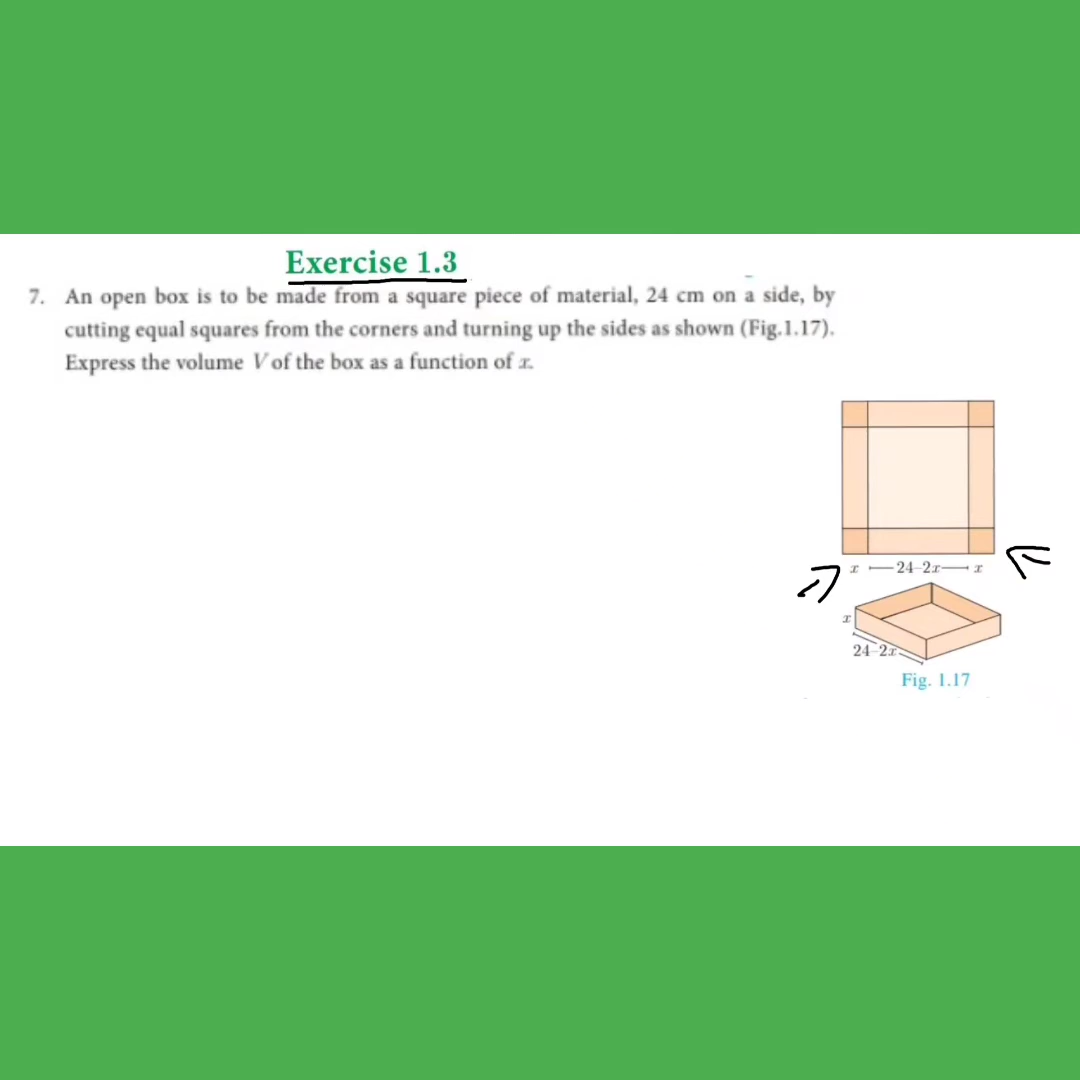 Exercise 1.3
7. An open box is to be made from a square piece of material, 24 cm on a side, by
cutting equal squares from the corners and turning up the sides as shown (Fig.1.17).
Express the volume V of the box as a function of x.
x 24–2x x
x
24–2x
Fig. 1.17